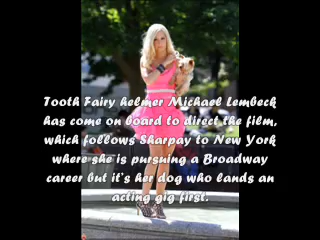 Tooth Fairy helmer Michael Lembeck
has come on board to direct the film,
which follows Sharpay to New York
where she is pursuing a Broadway
career but it's her dog who lands an
acting gig first.